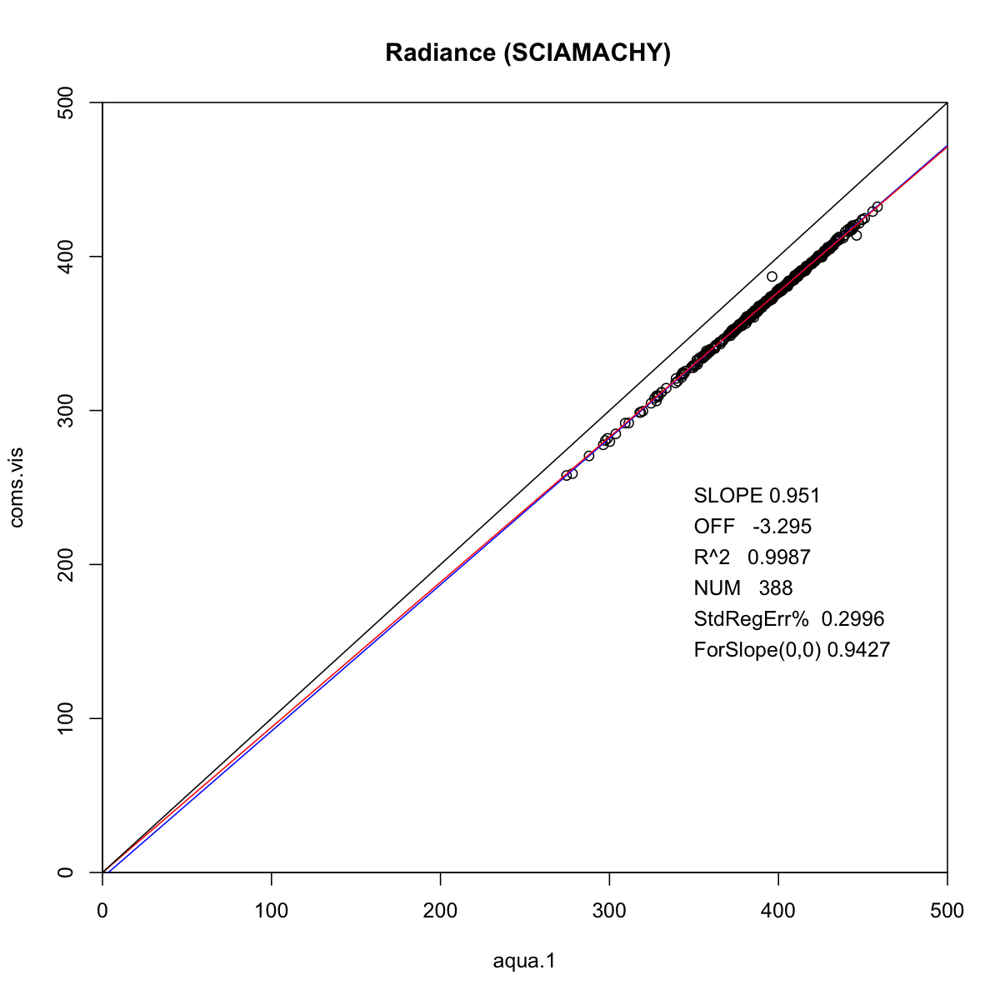 Radiance (SCIAMACHY)
500
400
300
200
100
0
coms.vis
SLOPE 0.951
OFF -3.295
R^2 0.9987
NUM 388
StdRegErr% 0.2996
ForSlope(0,0) 0.9427
0 100 200 300 400 500
aqua.1